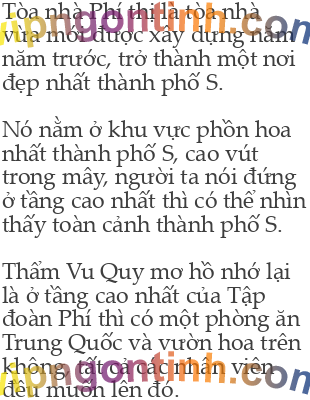 Tòa nhà Phí thị là tòa nhà
vừa mới được xây dựng năm
năm trước, trở thành một nơi
đẹp nhất thành phố S.
Nó nằm ở khu vực phồn hoa
nhất thành phố S, cao vút
trong mây, người ta nói đứng
ở tầng cao nhất thì có thể nhìn
thấy toàn cảnh thành phố S.
Thẩm Vu Quy mơ hồ nhớ lại
là ở tầng cao nhất của Tập
đoàn Phí thì có một phòng ăn
Trung Quốc và vườn hoa trên
không, tất cả các nhân viên
đều muốn lên đó.
vipngontinh.com
vipngontinh.com